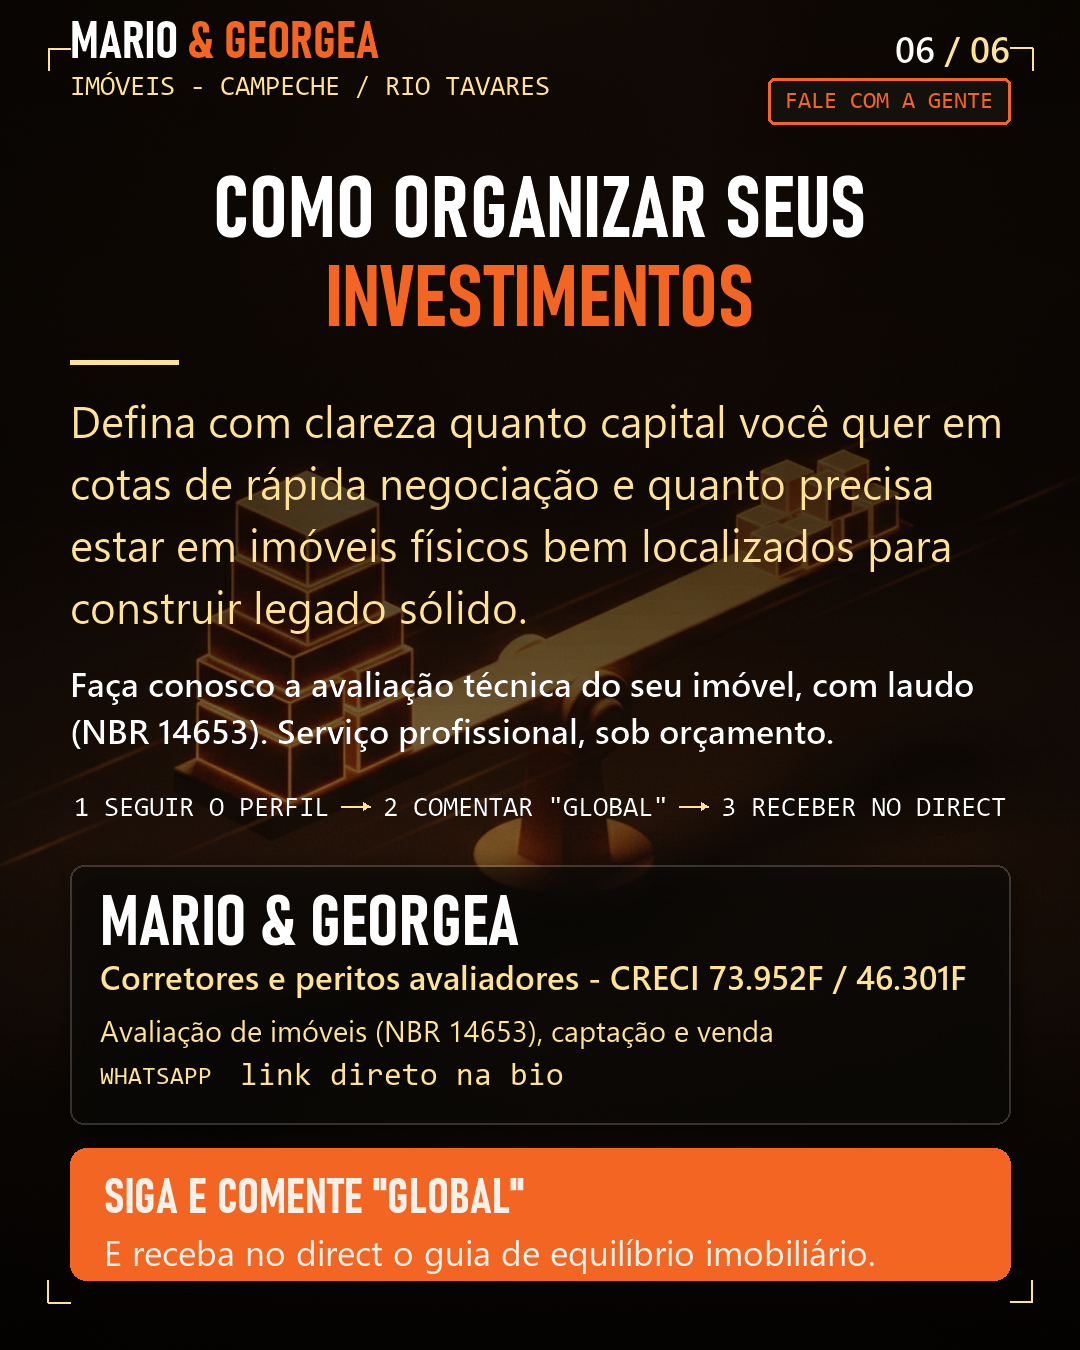 MARIO & GEORGEA
IMÓVEIS - CAMPECHE / RIO TAVARES
06 / 06
FALE COM A GENTE
COMO ORGANIZAR SEUS
INVESTIMENTOS
Defina com clareza quanto capital você quer em
cotas de rápida negociação e quanto precisa
estar em imóveis físicos bem localizados para
construir legado sólido.
Faça conosco a avaliação técnica do seu imóvel, com laudo
(NBR 14653). Serviço profissional, sob orçamento.
1 SEGUIR O PERFIL → 2 COMENTAR "GLOBAL" → 3 RECEBER NO DIRECT
MARIO & GEORGEA
Corretores e peritos avaliadores - CRECI 73.952F / 46.301F
Avaliação de imóveis (NBR 14653), captação e venda
WHATSAPP link direto na bio
SIGA E COMENTE "GLOBAL"
E receba no direct o guia de equilíbrio imobiliário.